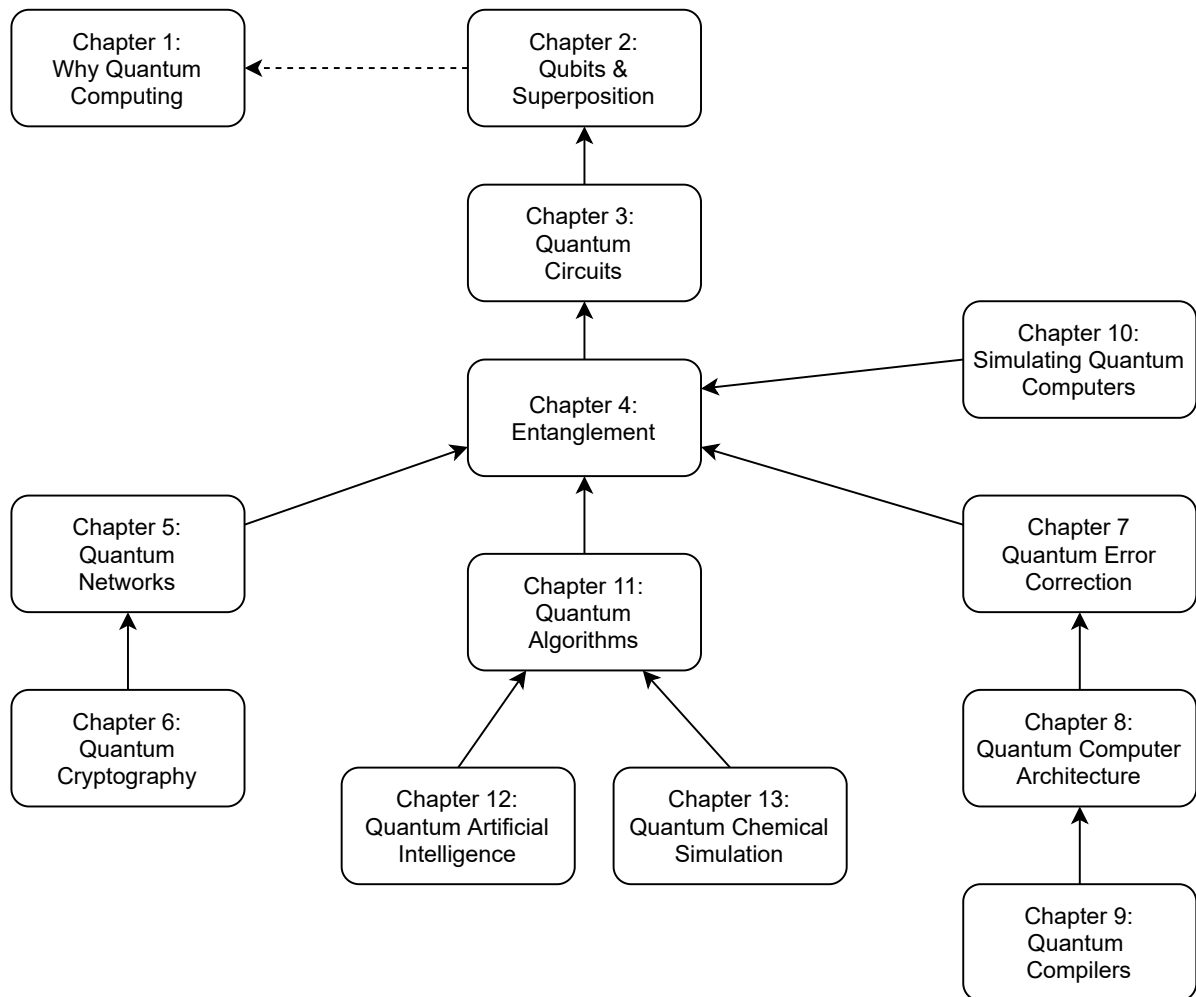 Chapter 1:
Why Quantum
Computing
Chapter 2:
Qubits &
Superposition
Chapter 3:
Quantum
Circuits
Chapter 10:
Simulating Quantum
Computers
Chapter 4:
Entanglement
Chapter 5:
Quantum
Networks
Chapter 11:
Quantum
Algorithms
Chapter 7
Quantum Error
Correction
Chapter 6:
Quantum
Cryptography
Chapter 12:
Quantum Artificial
Intelligence
Chapter 13:
Quantum Chemical
Simulation
Chapter 8:
Quantum Computer
Architecture
Chapter 9:
Quantum
Compilers